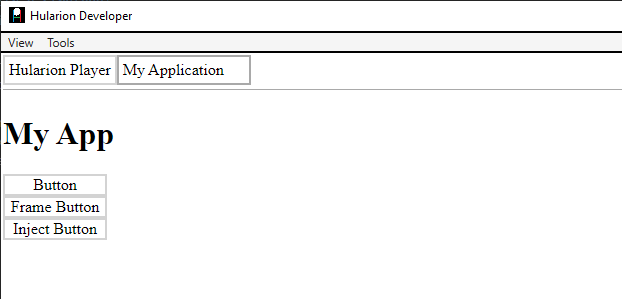 Hularion Developer
View Tools
Hularion Player My Application
My App
Button
Frame Button
Inject Button